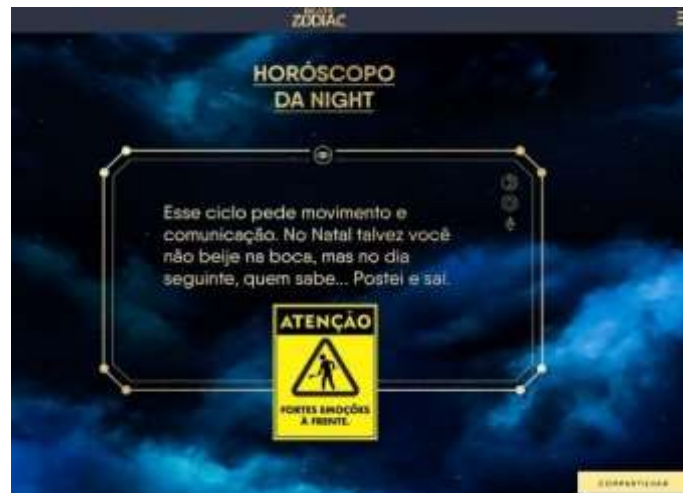 BEATS
ZODIAC
HORÓSCOPO
DA NIGHT
Esse ciclo pede movimento e
comunicação. No Natal talvez você
não beije na boca, mas no dia
seguinte, quem sabe... Postei e saí.
ATENÇÃO
FORTES EMOÇÕES
À FRENTE.
COMPARTILHAR